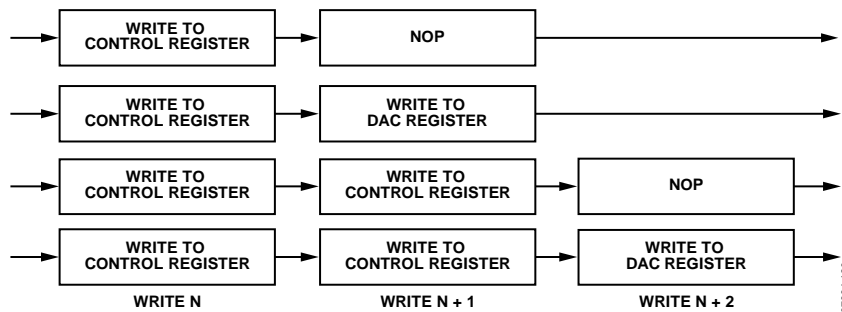 WRITE TO
CONTROL REGISTER
NOP
WRITE TO
CONTROL REGISTER
WRITE TO
DAC REGISTER
WRITE TO
CONTROL REGISTER
WRITE TO
CONTROL REGISTER
NOP
WRITE TO
CONTROL REGISTER
WRITE TO
CONTROL REGISTER
WRITE TO
DAC REGISTER
WRITE N
WRITE N + 1
WRITE N + 2